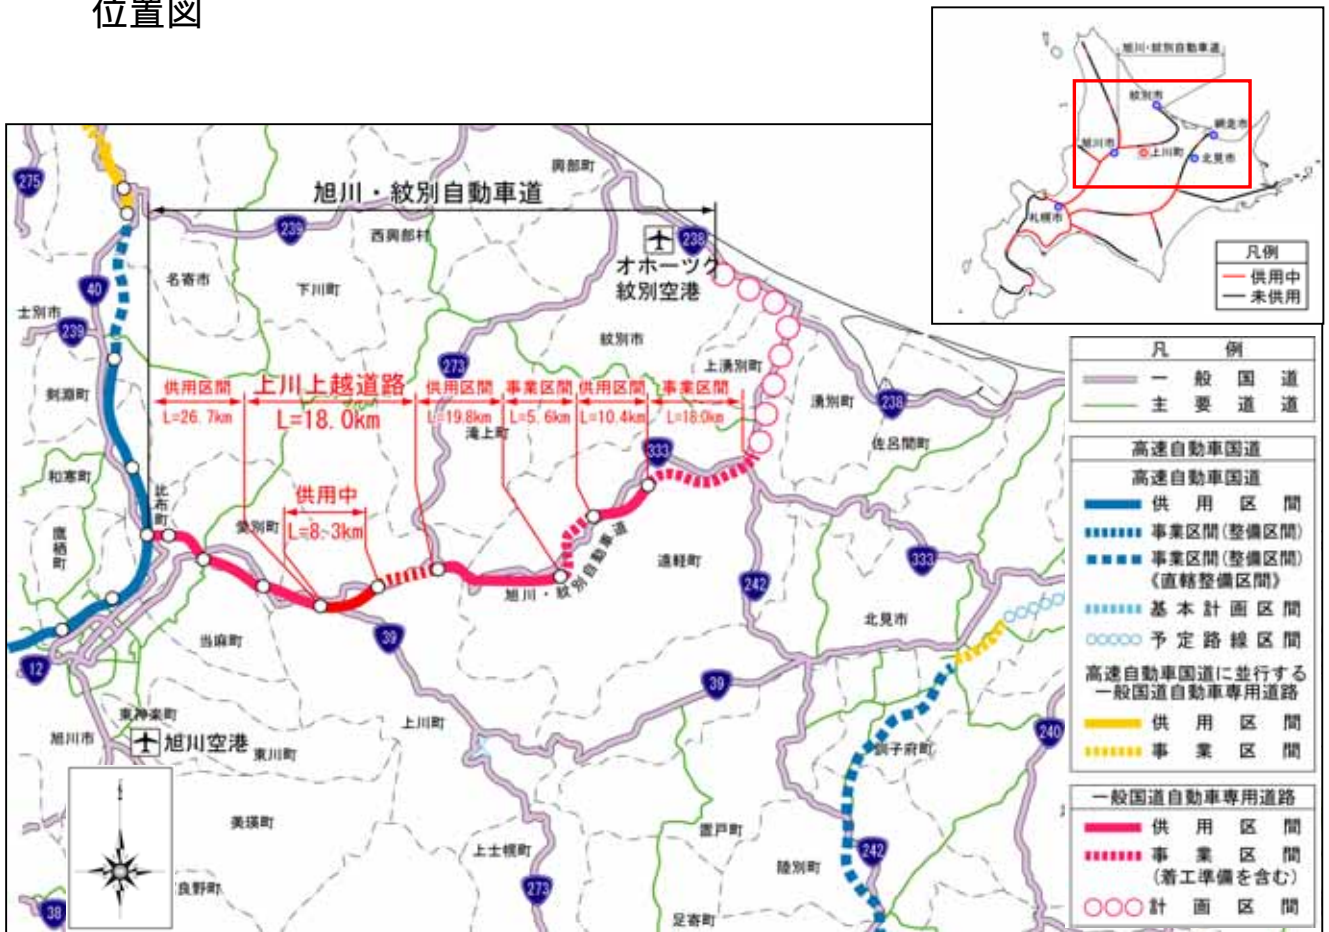 位置図
旭川・紋別自動車道
紋別市
網走市
旭川市
上川町
北見市
札幌市
凡例
供用中
未供用
275
興部町
旭川・紋別自動車道
239
西興部村
238
オホーツク
紋別空港
40
名寄市
下川町
士別市
239
紋別市
273
上湧別町
剣淵町
供用区間
L=26.7km
上川上越道路
L=18.0km
供用区間
L=19.8km
事業区間
L=5.6km
供用区間
L=10.4km
事業区間
L=18.0km
湧別町
238
滝上町
佐呂間町
333
和寒町
比布町
供用中
L=8.3km
愛別町
鷹栖町
旭川・紋別自動車道
遠軽町
333
242
北見市
当麻町
39
12
39
東神楽町
上川町
旭川市
旭川空港
東川町
訓子府町
240
美瑛町
置戸町
上士幌町
陸別町
242
273
良野町
38
足寄町
凡例
一般国道
主要道道
高速自動車国道
高速自動車国道
供用区間
事業区間(整備区間)
事業区間(整備区間)
《直轄整備区間》
基本計画区間
予定路線区間
高速自動車国道に並行する
一般国道自動車専用道路
供用区間
事業区間
一般国道自動車専用道路
供用区間
事業区間
(着工準備を含む)
計画区間